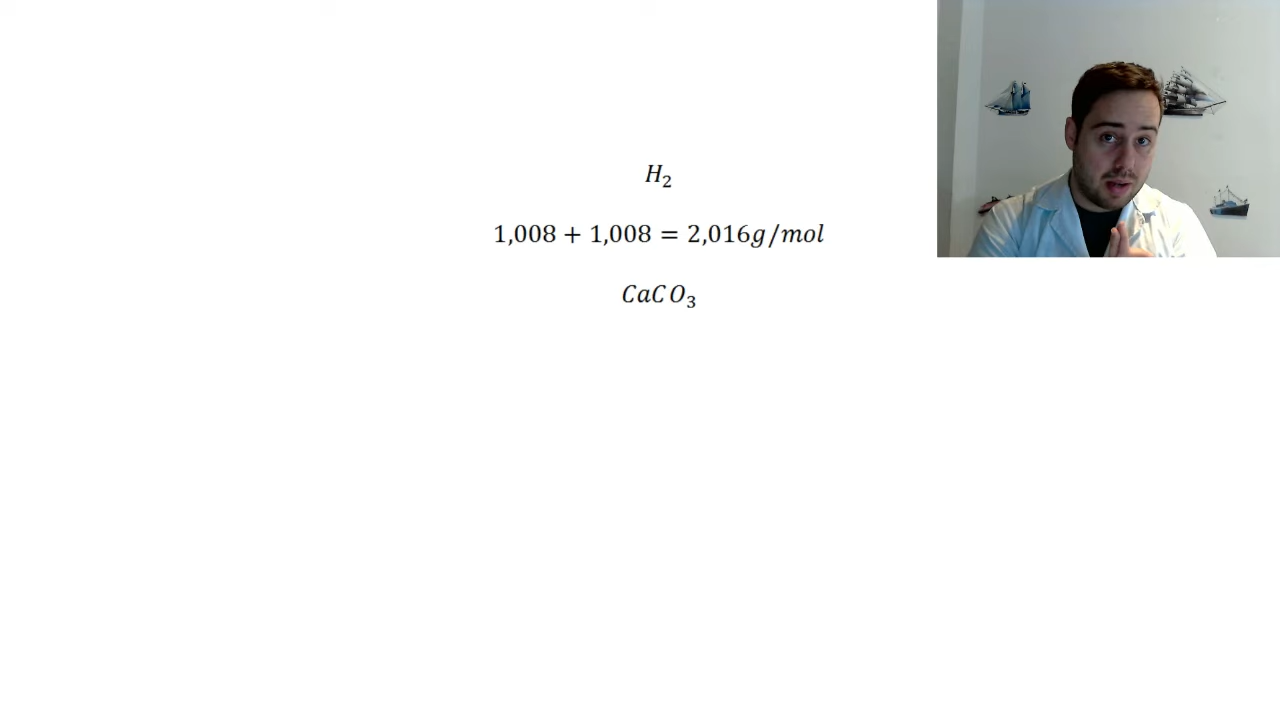 H₂
1,008 + 1,008 = 2,016g/mol
CaCO₃